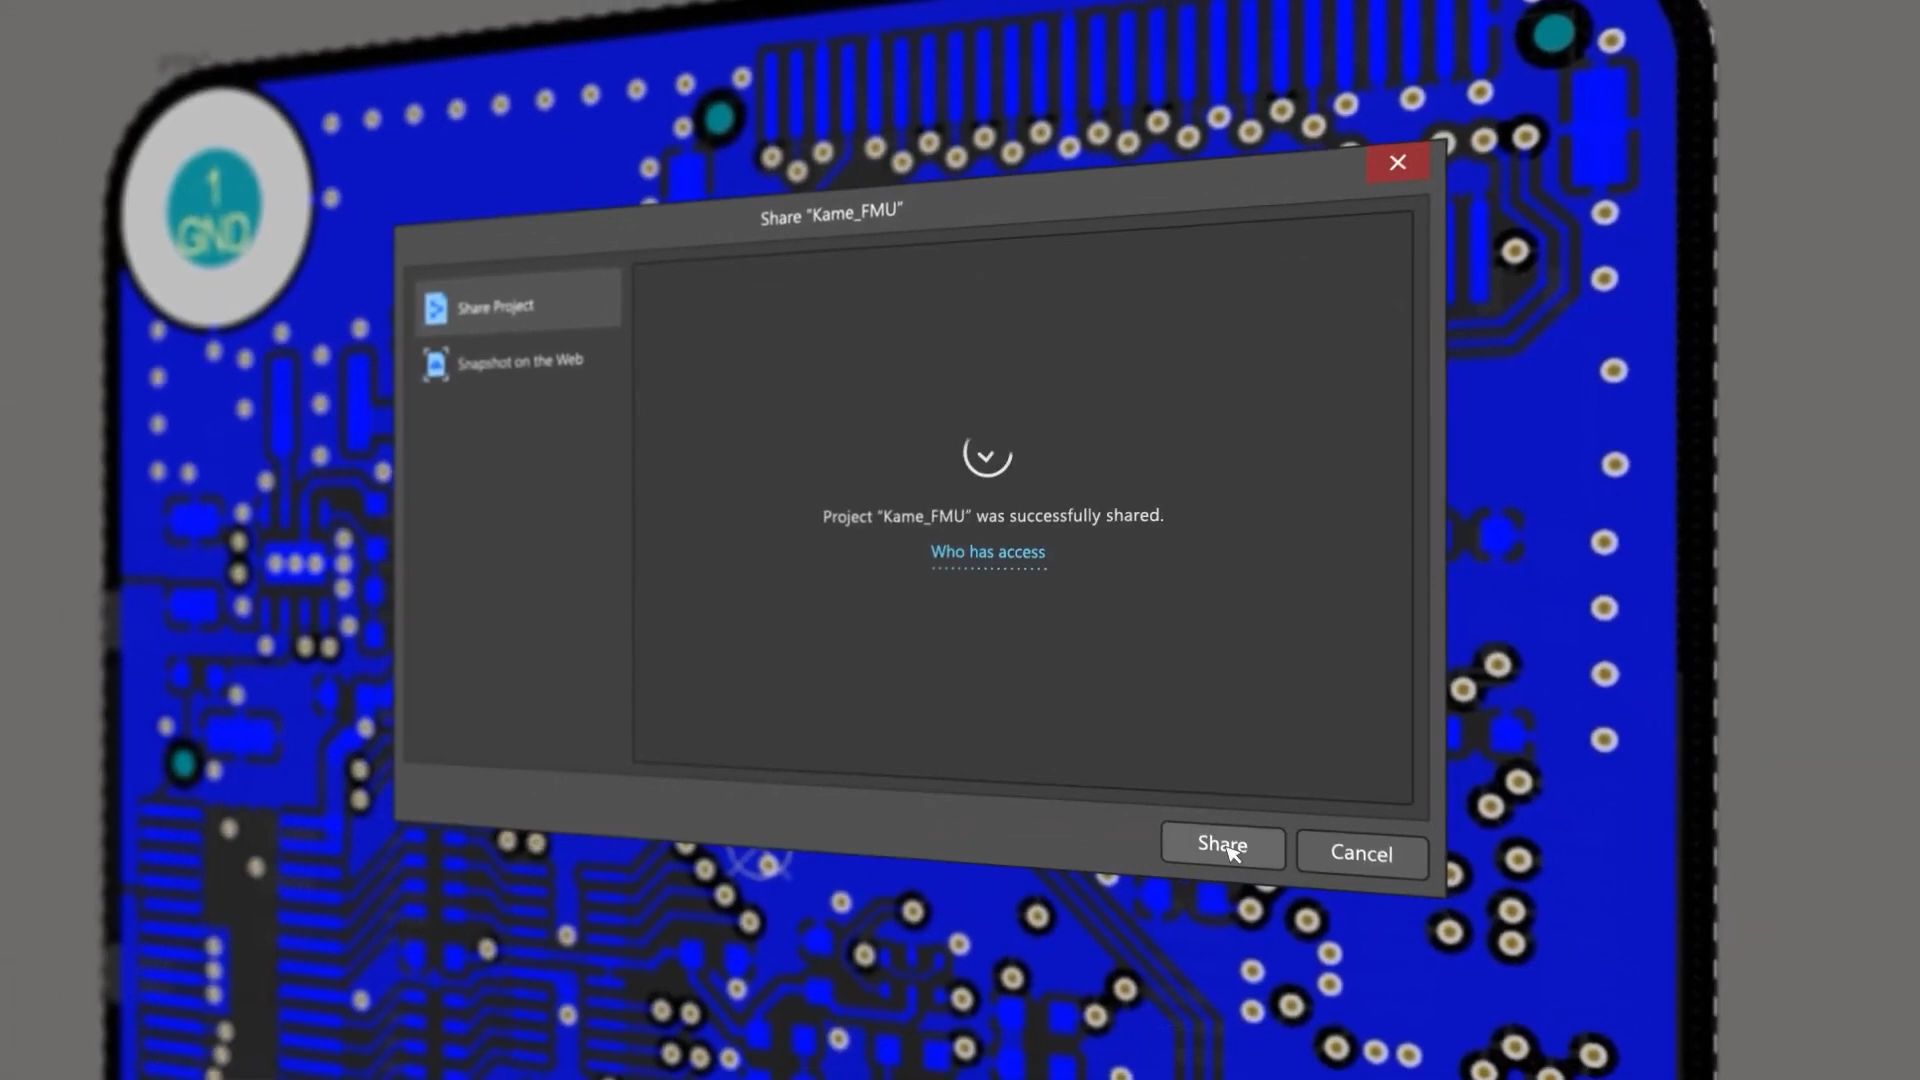 1
GND
Share "Kame_FMU"
Share Project
Snapshot on the Web
Project "Kame_FMU" was successfully shared.
Who has access
Share
Cancel